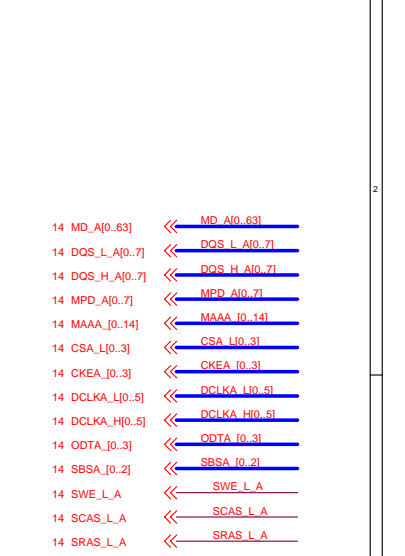 2
14 MD_A[0..63] MD_A[0..63]
14 DQS_L_A[0..7] DQS_L_A[0..7]
14 DQS_H_A[0..7] DQS_H_A[0..7]
14 MPD_A[0..7] MPD_A[0..7]
14 MAAA_[0..14] MAAA_[0..14]
14 CSA_L[0..3] CSA_L[0..3]
14 CKEA_[0..3] CKEA_[0..3]
14 DCLKA_L[0..5] DCLKA_L[0..5]
14 DCLKA_H[0..5] DCLKA_H[0..5]
14 ODTA_[0..3] ODTA_[0..3]
14 SBSA_[0..2] SBSA_[0..2]
14 SWE_L_A SWE_L_A
14 SCAS_L_A SCAS_L_A
14 SRAS_L_A SRAS_L_A